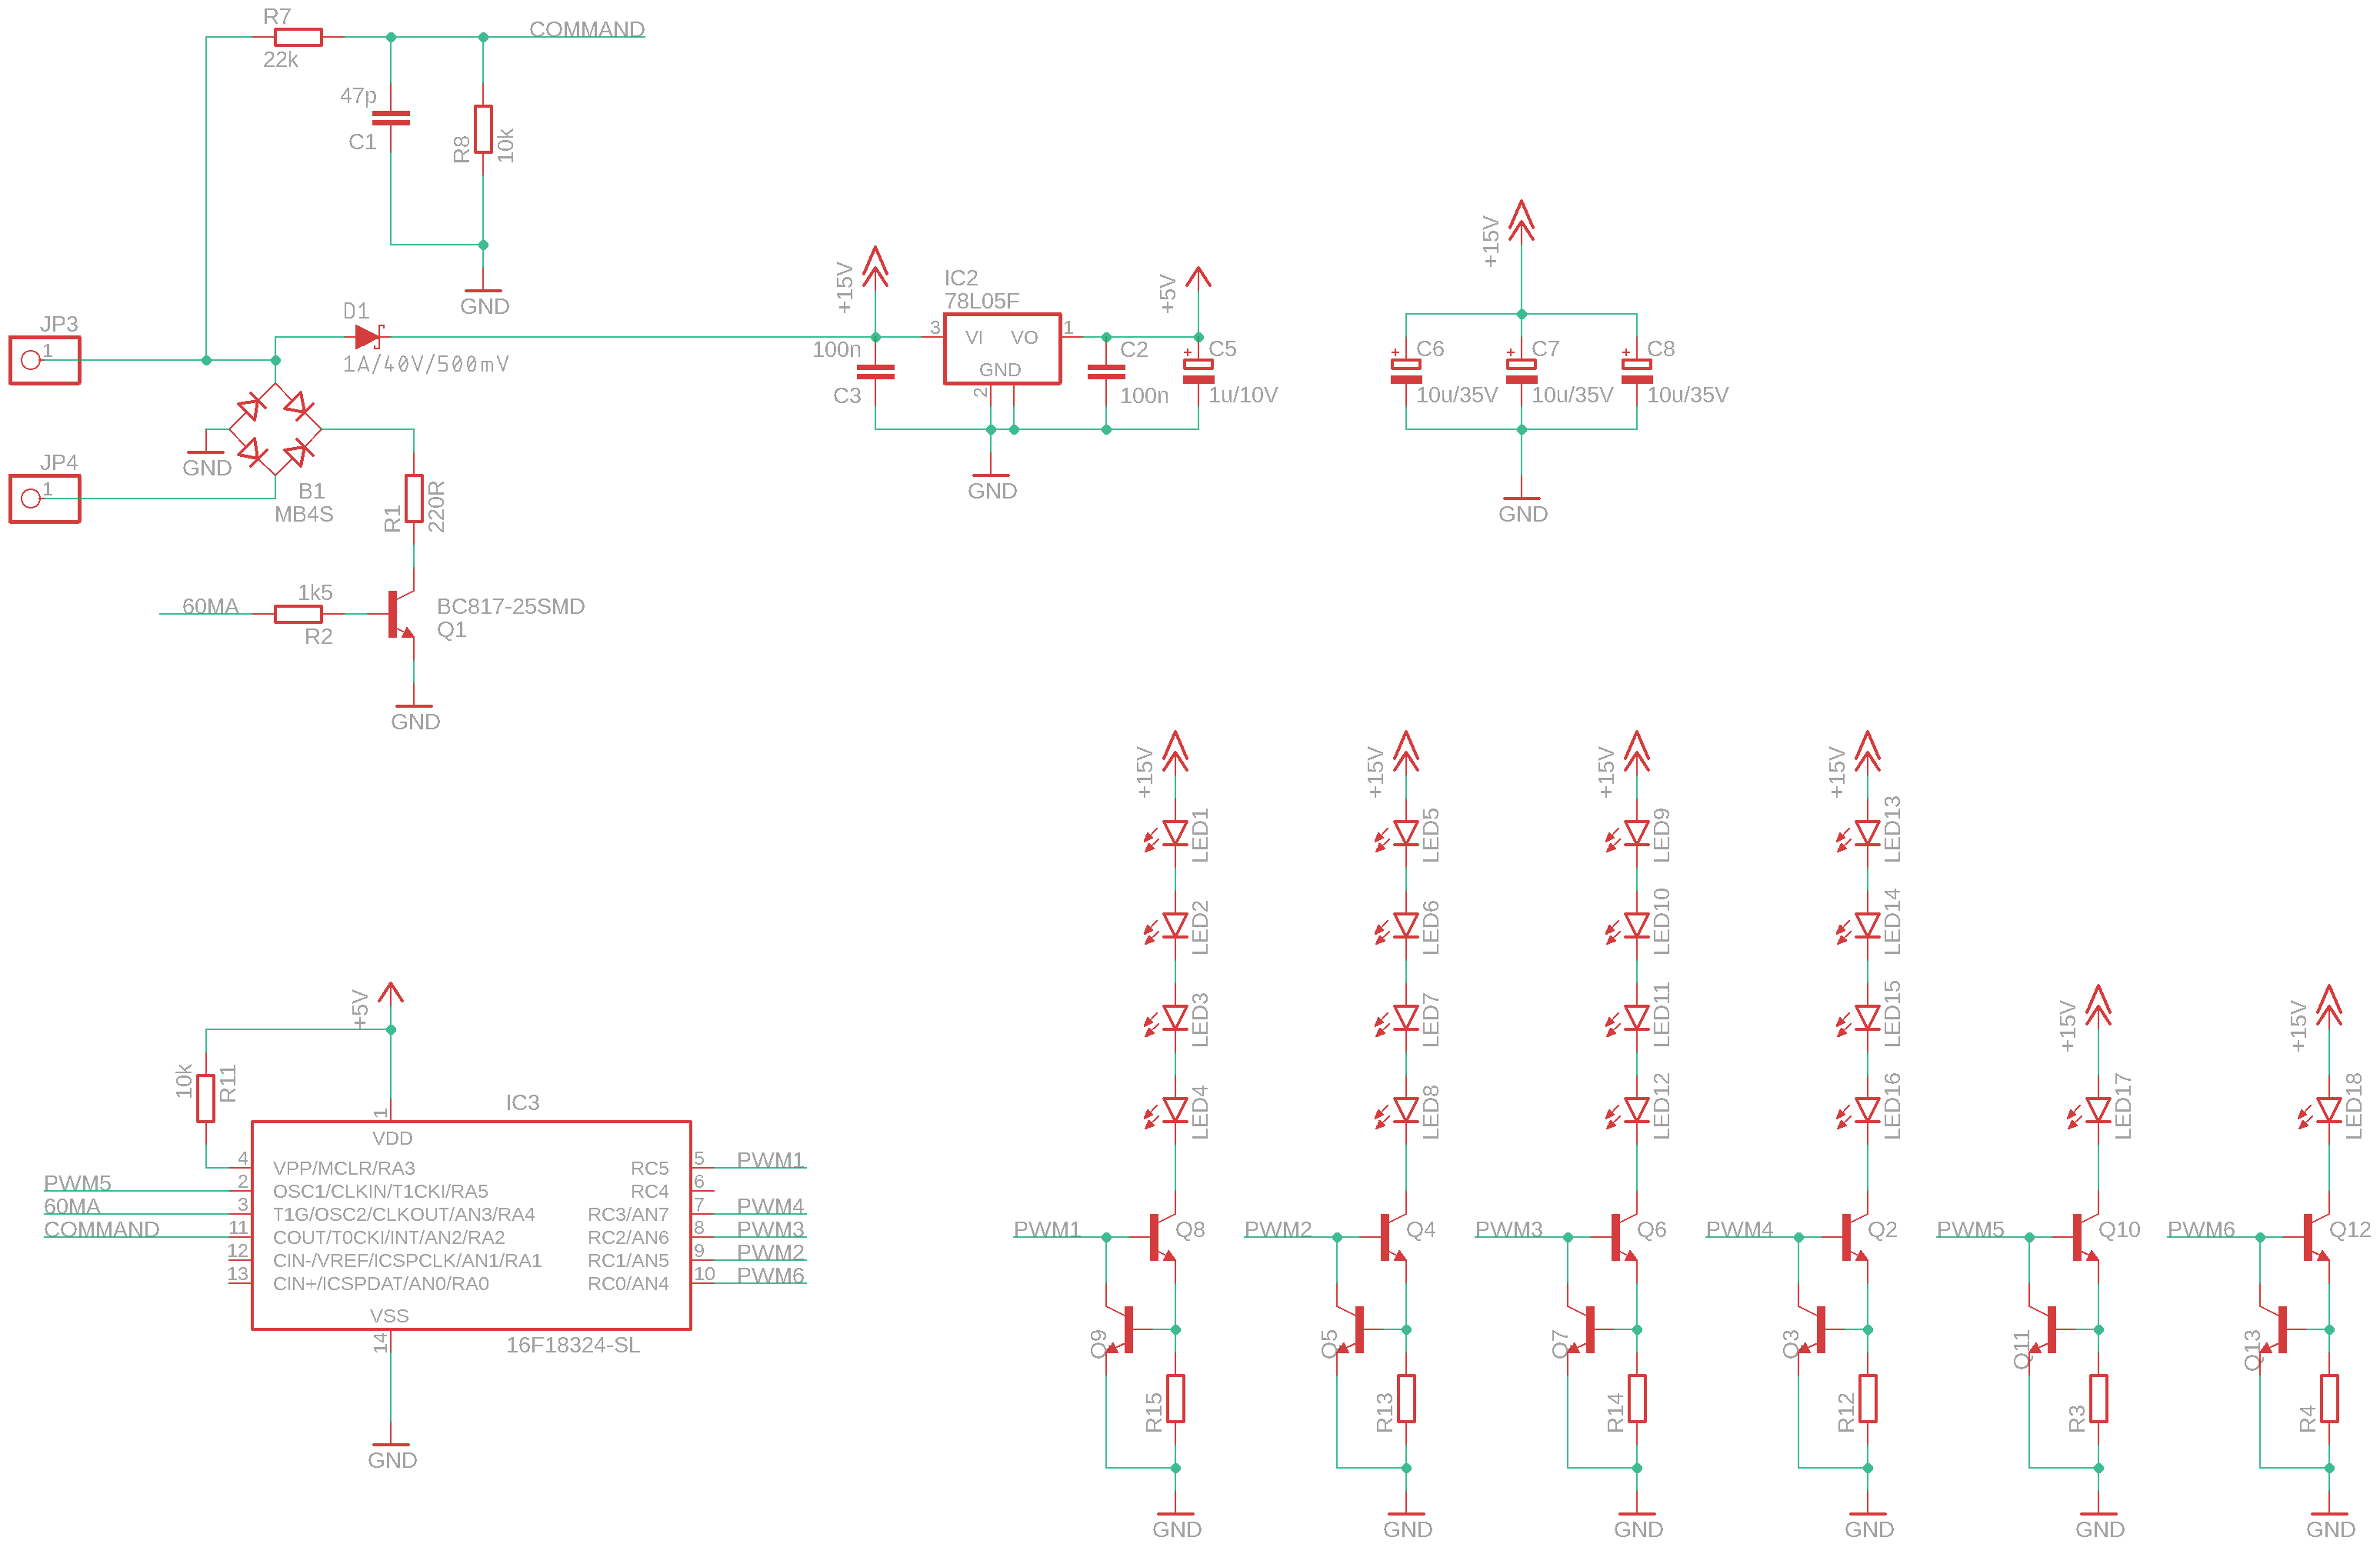 R7
22k
COMMAND
47p
C1
R8
10k
GND
JP3
1
D1
1A/40V/500mV
GND
JP4
1
B1
MB4S
R1
220R
60MA
1k5
R2
BC817-25SMD
Q1
GND
+15V
100n
C3
IC2
78L05F
3
VI
VO
1
GND
2
C2
100n
+5V
C5
1u/10V
GND
+15V
C6
10u/35V
C7
10u/35V
C8
10u/35V
GND
+5V
10k
R11
IC3
1
VDD
4
VPP/MCLR/RA3
PWM5
2
OSC1/CLKIN/T1CKI/RA5
60MA
3
T1G/OSC2/CLKOUT/AN3/RA4
COMMAND
11
COUT/T0CKI/INT/AN2/RA2
12
CIN-/VREF/ICSPCLK/AN1/RA1
13
CIN+/ICSPDAT/AN0/RA0
RC5
5
PWM1
RC4
6
RC3/AN7
7
PWM4
RC2/AN6
8
PWM3
RC1/AN5
9
PWM2
RC0/AN4
10
PWM6
VSS
14
16F18324-SL
GND
+15V
LED1
LED2
LED3
LED4
PWM1
Q8
Q9
R15
GND
+15V
LED5
LED6
LED7
LED8
PWM2
Q4
Q5
R13
GND
+15V
LED9
LED10
LED11
LED12
PWM3
Q6
Q7
R14
GND
+15V
LED13
LED14
LED15
LED16
PWM4
Q2
Q3
R12
GND
+15V
LED17
PWM5
Q10
Q11
R3
GND
+15V
LED18
PWM6
Q12
Q13
R4
GND